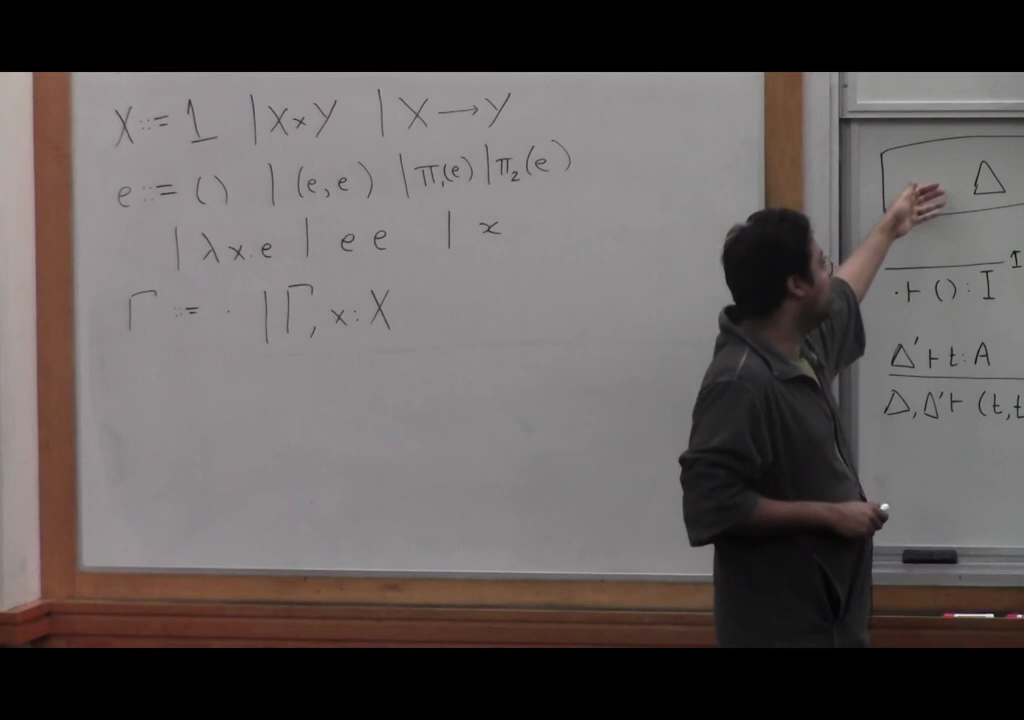 X ::= 1 | X × Y | X → Y
e ::= () | (e, e) | π₁(e) | π₂(e)
| λx. e | e e | x
Γ ::= · | Γ, x : X
Δ
I
· ⊢ () : I
Δ' ⊢ t : A
Δ, Δ' ⊢ (t, t